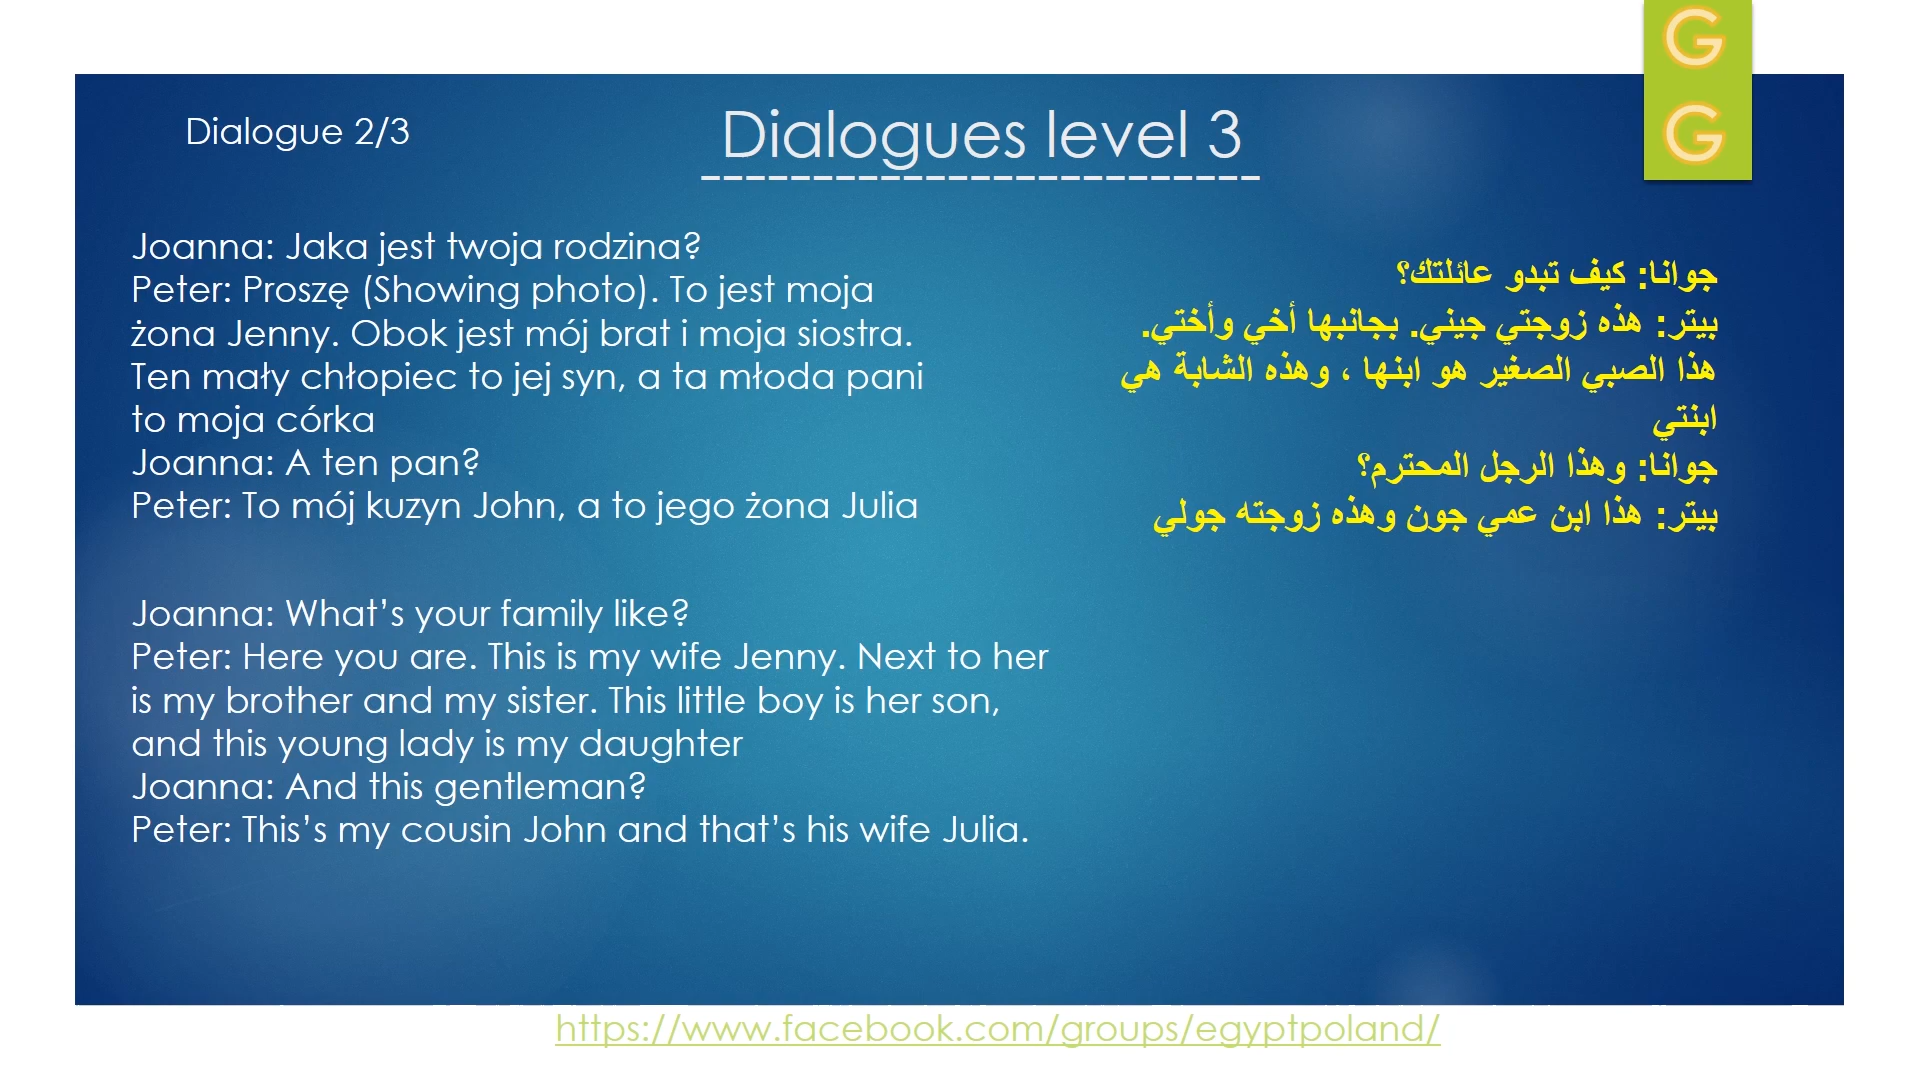 G
G
Dialogue 2/3
Dialogues level 3
-------------------------
Joanna: Jaka jest twoja rodzina?
Peter: Proszę (Showing photo). To jest moja
żona Jenny. Obok jest mój brat i moja siostra.
Ten mały chłopiec to jej syn, a ta młoda pani
to moja córka
Joanna: A ten pan?
Peter: To mój kuzyn John, a to jego żona Julia
Joanna: What’s your family like?
Peter: Here you are. This is my wife Jenny. Next to her
is my brother and my sister. This little boy is her son,
and this young lady is my daughter
Joanna: And this gentleman?
Peter: This’s my cousin John and that’s his wife Julia.
جوانا: كيف تبدو عائلتك؟
بيتر: هذه زوجتي جيني. بجانبها أخي وأختي.
هذا الصبي الصغير هو ابنها ، وهذه الشابة هي
ابنتي
جوانا: وهذا الرجل المحترم؟
بيتر: هذا ابن عمي جون وهذه زوجته جولي
https://www.facebook.com/groups/egyptpoland/